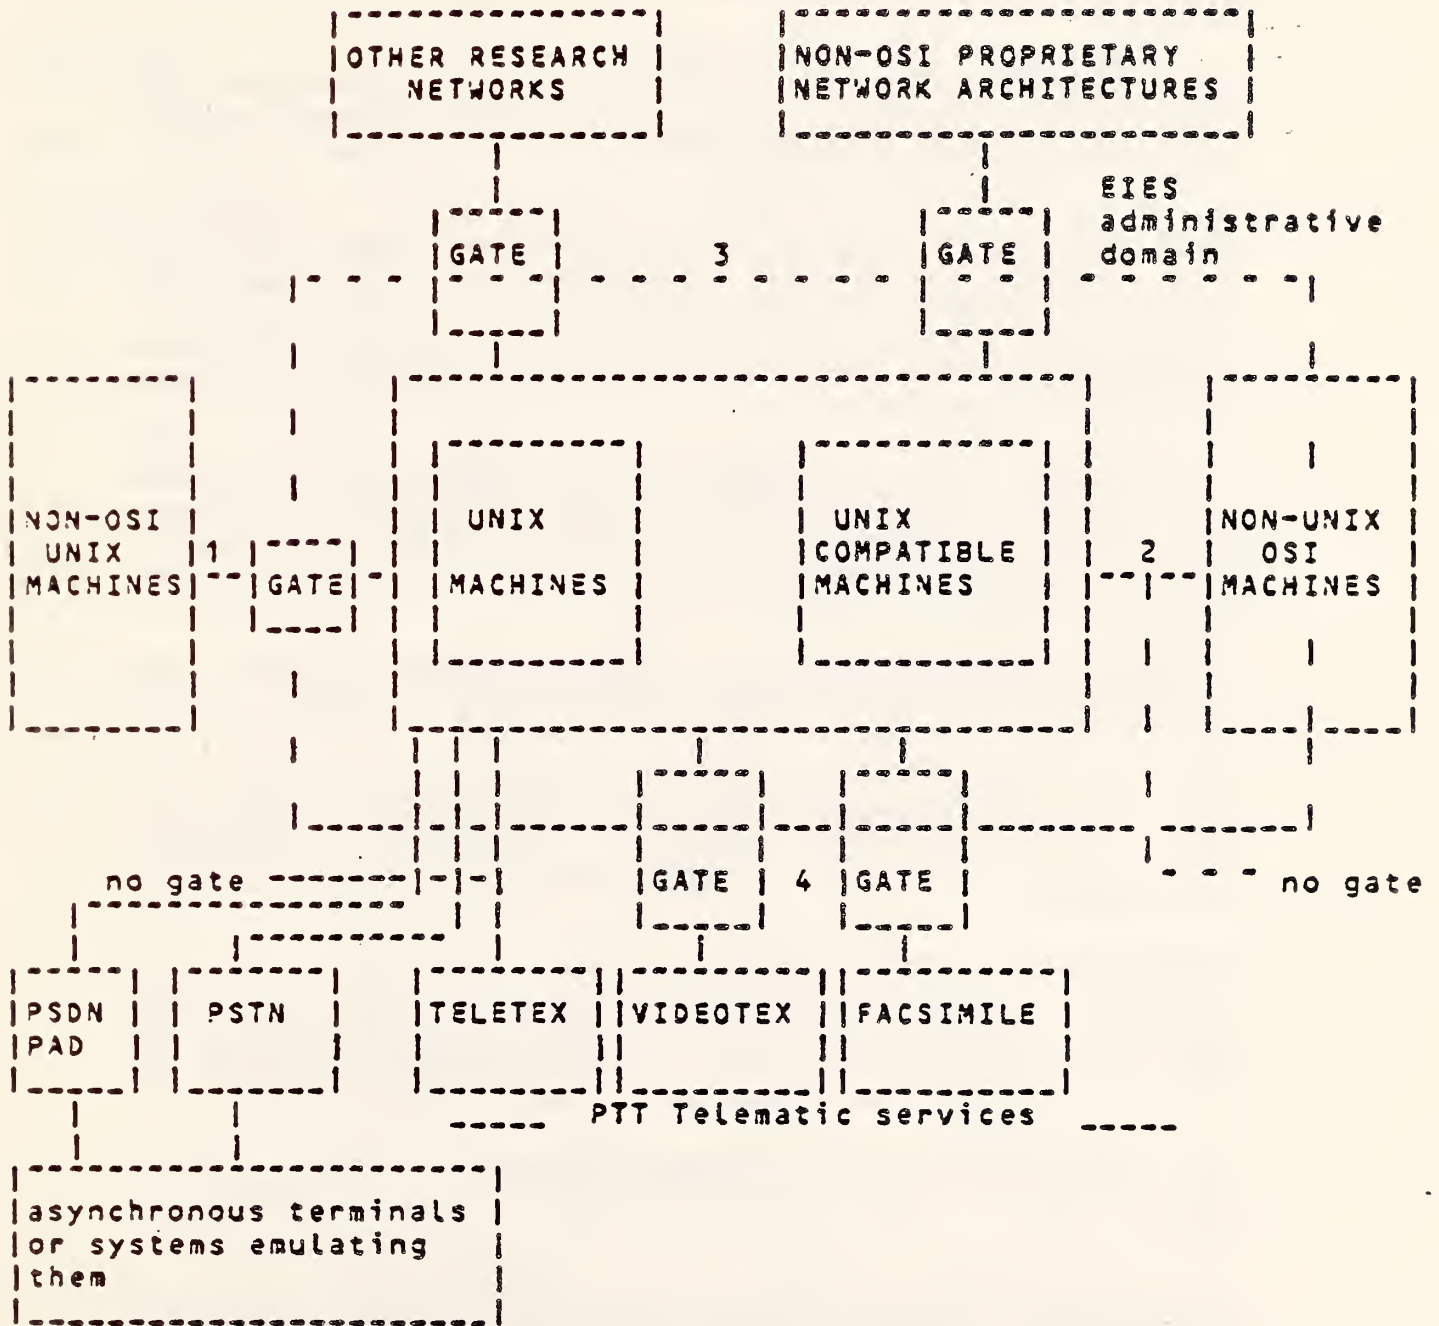 OTHER RESEARCH
NETWORKS
NON-OSI PROPRIETARY
NETWORK ARCHITECTURES
EIES
administrative
domain
GATE
3
GATE
NON-OSI
UNIX
MACHINES
1
GATE
UNIX
MACHINES
UNIX
COMPATIBLE
MACHINES
2
NON-UNIX
OSI
MACHINES
no gate
GATE
4
GATE
no gate
PSDN
PAD
PSTN
TELETEX
VIDEOTEX
FACSIMILE
PTT Telematic services
asynchronous terminals
or systems emulating
them